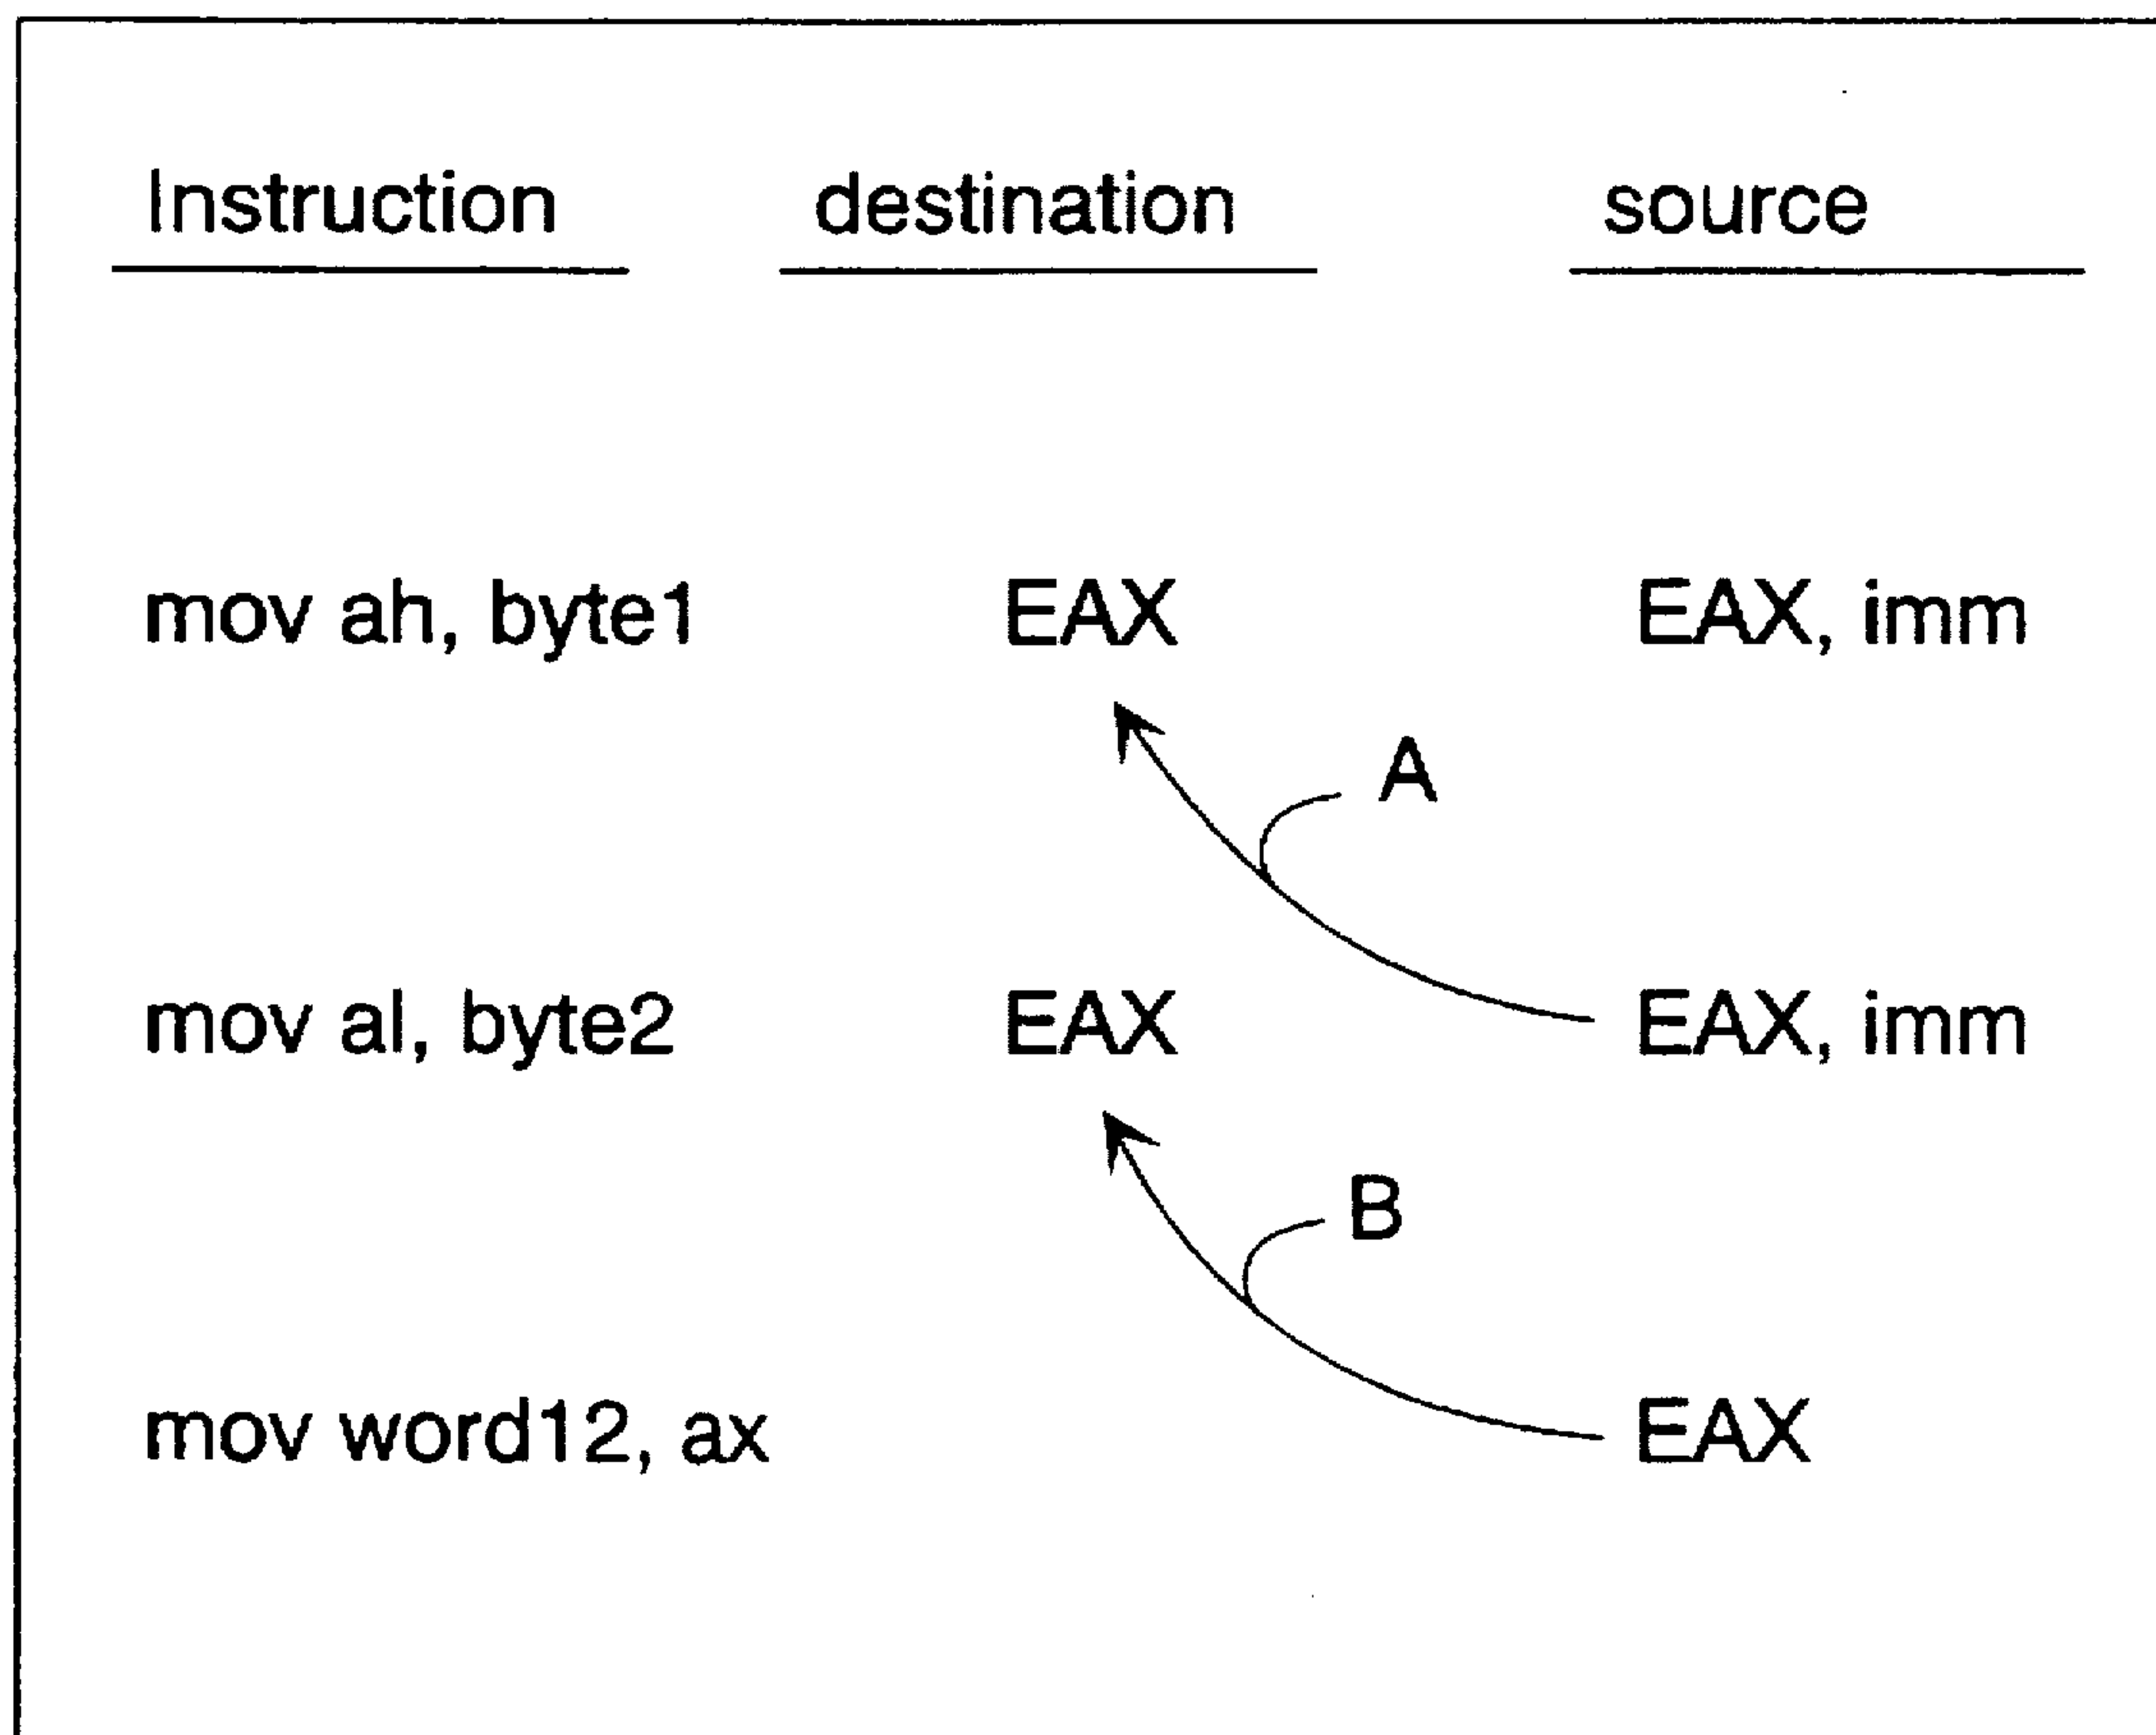 Instruction destination source
mov ah, byte1 EAX EAX, imm
A
mov al, byte2 EAX EAX, imm
B
mov word12, ax EAX